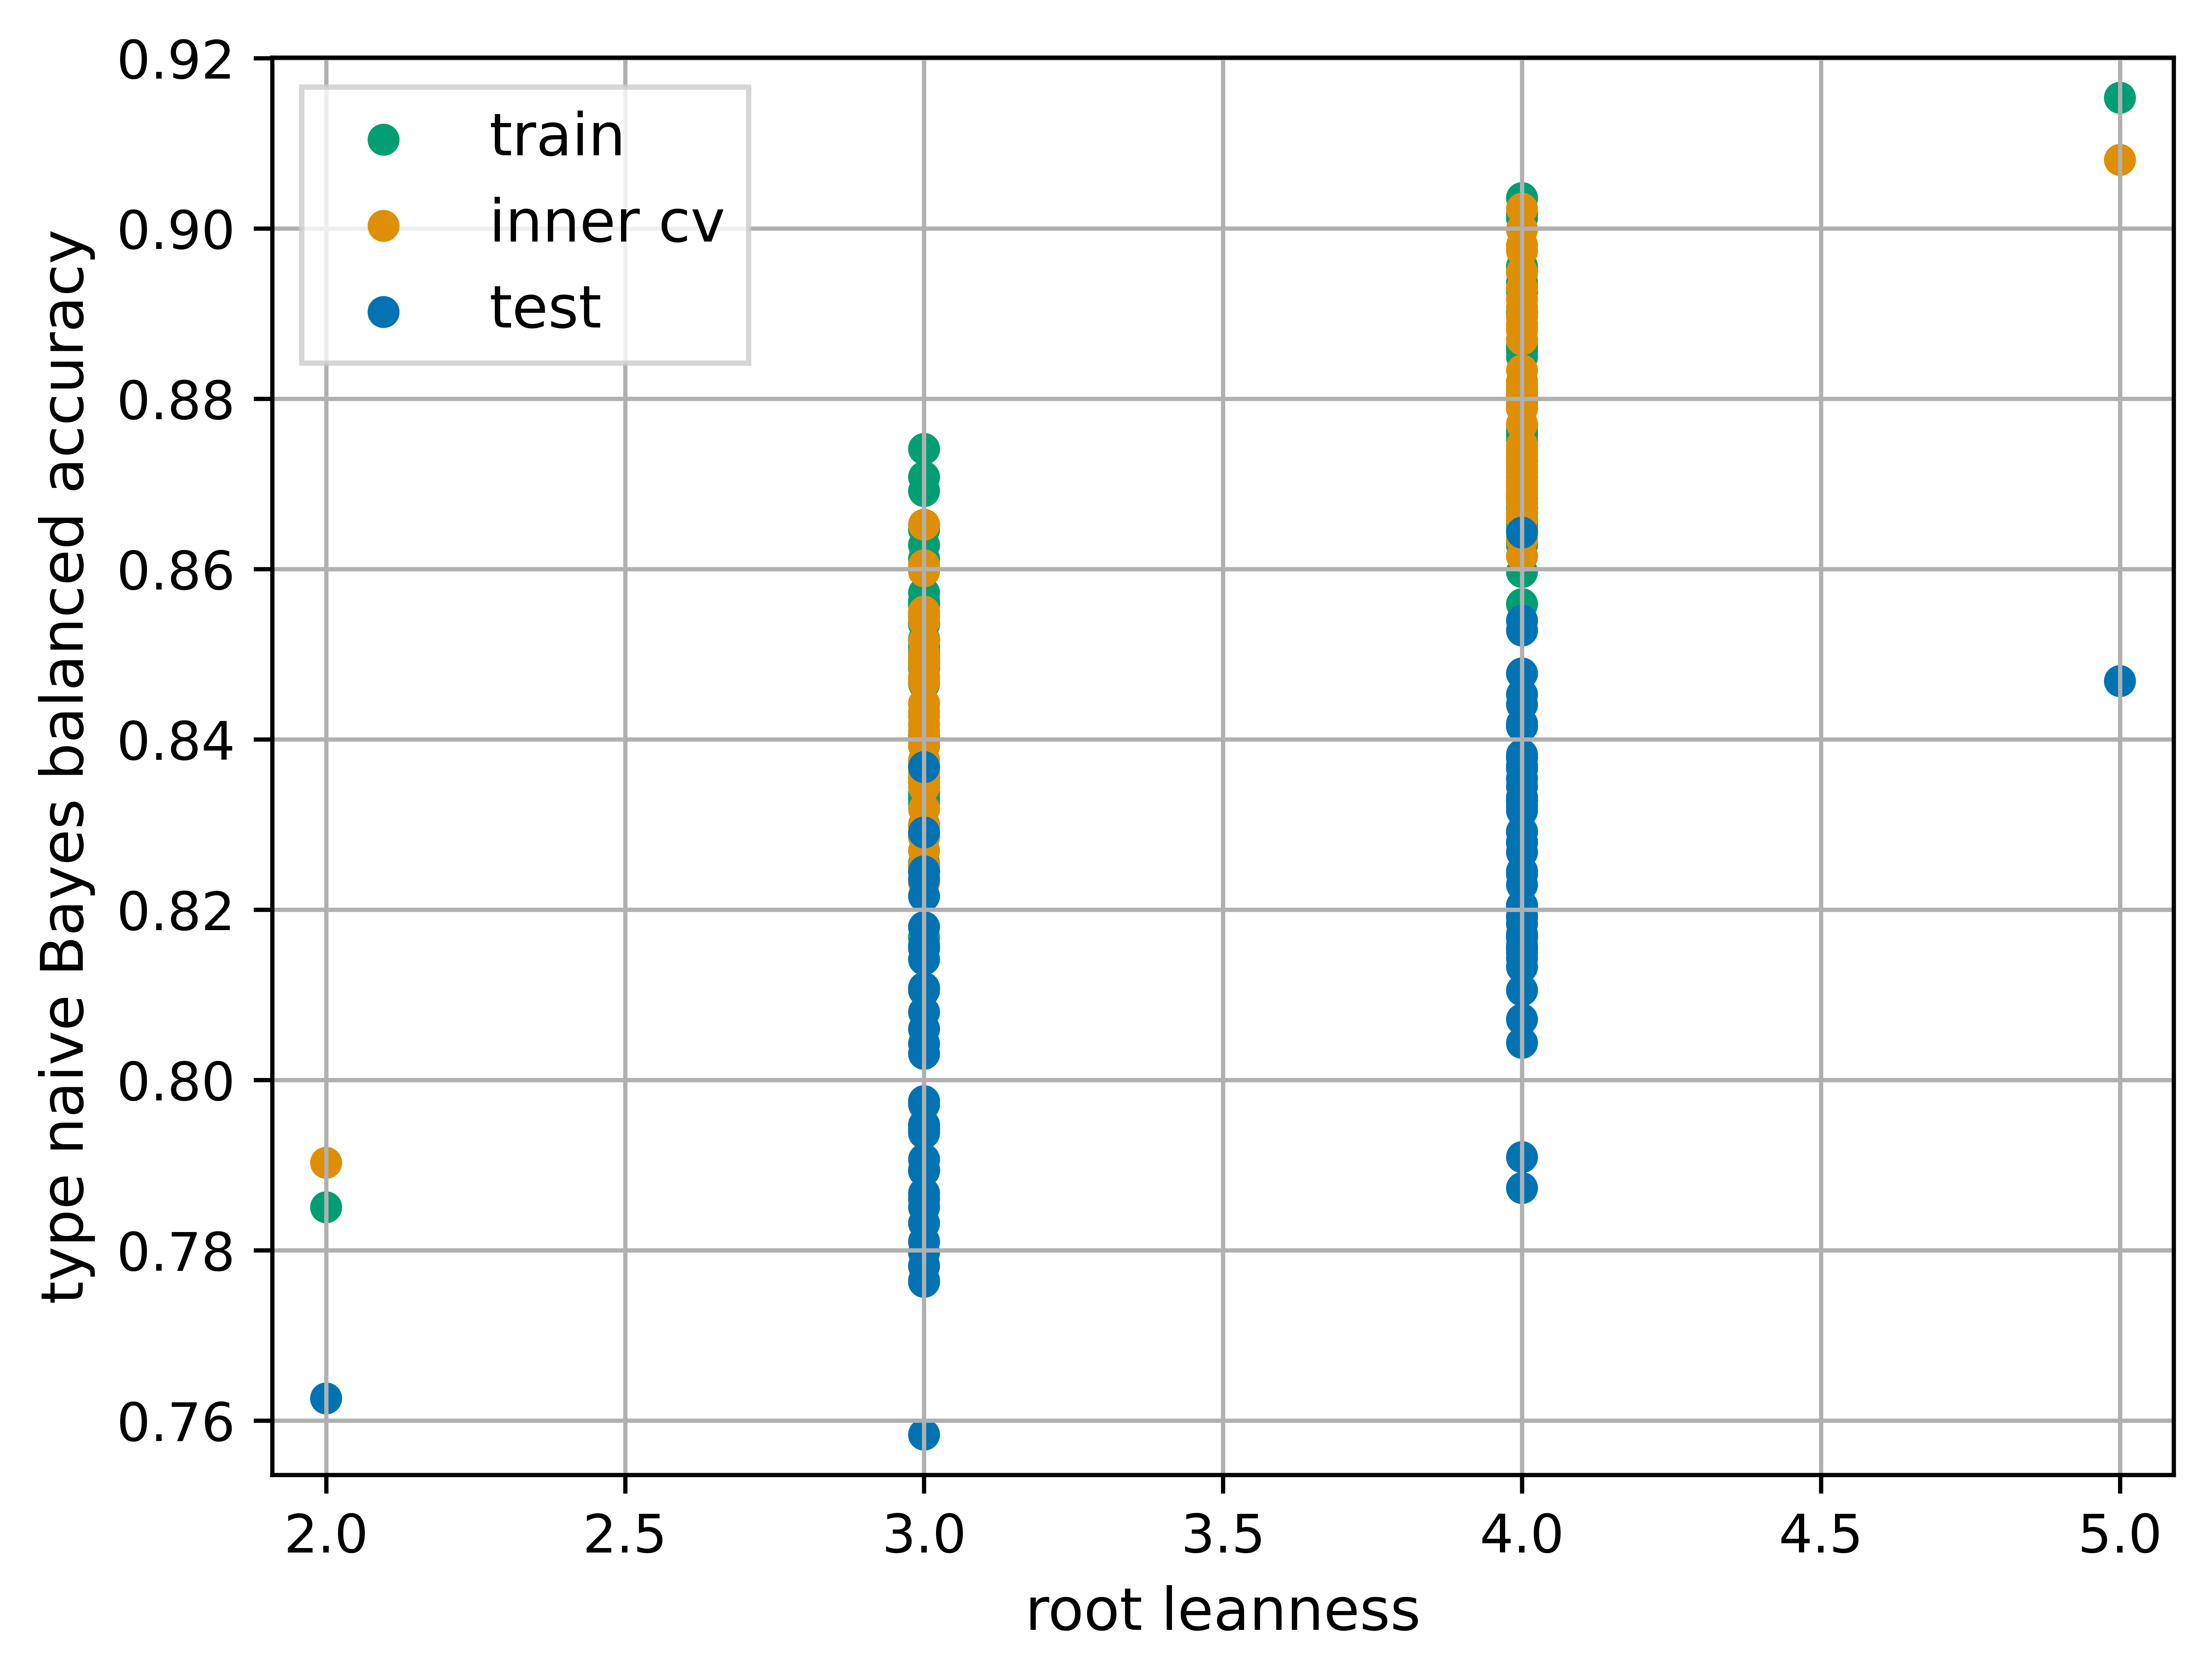 train
inner cv
test
type naive Bayes balanced accuracy
0.92
0.90
0.88
0.86
0.84
0.82
0.80
0.78
0.76
2.0 2.5 3.0 3.5 4.0 4.5 5.0
root leanness